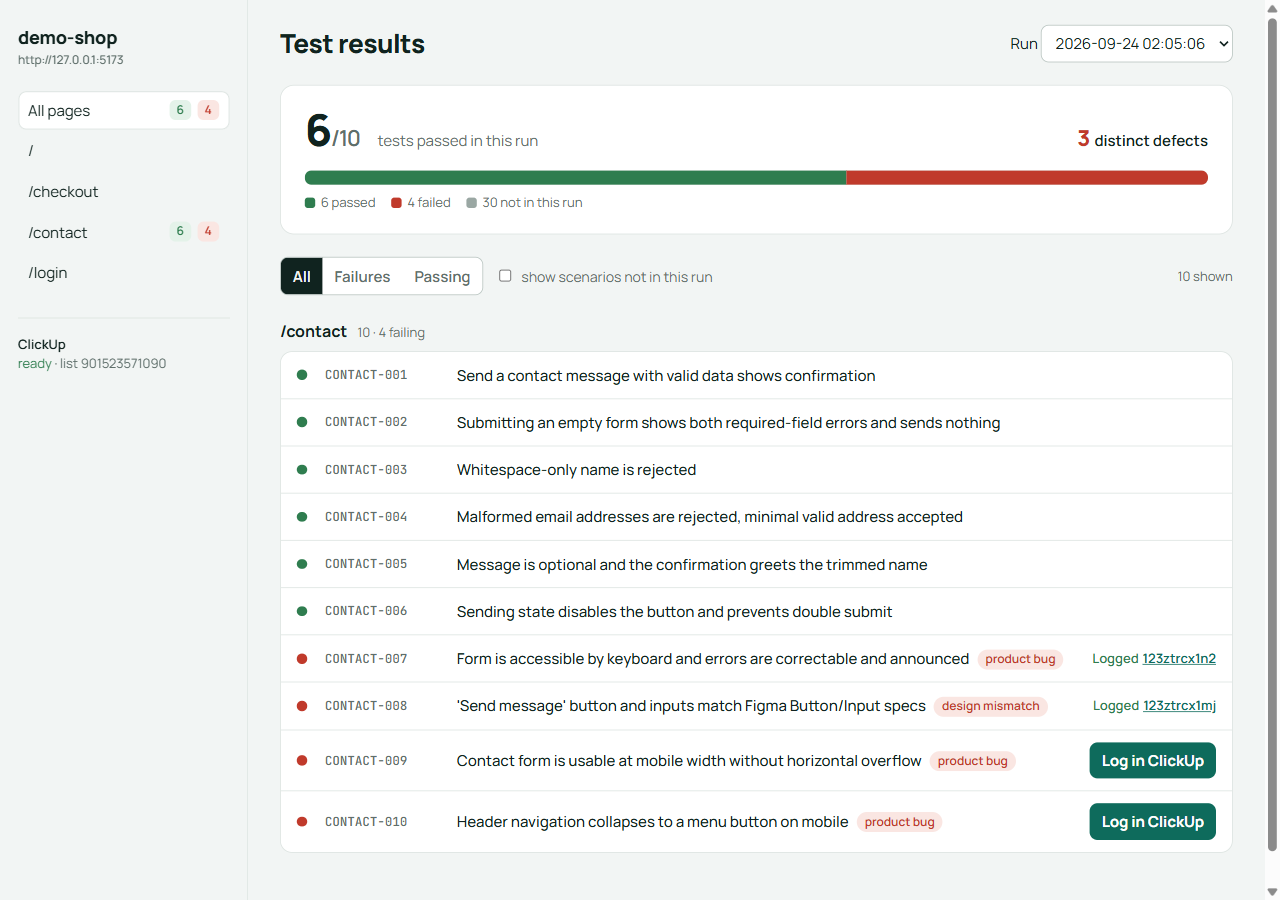 demo-shop
http://127.0.0.1:5173
All pages 6 4
/
/checkout
/contact 6 4
/login
ClickUp
ready · list 901523571090
Test results
Run 2026-09-24 02:05:06
6/10 tests passed in this run
3 distinct defects
6 passed 4 failed 30 not in this run
All Failures Passing show scenarios not in this run 10 shown
/contact 10 · 4 failing
CONTACT-001 Send a contact message with valid data shows confirmation
CONTACT-002 Submitting an empty form shows both required-field errors and sends nothing
CONTACT-003 Whitespace-only name is rejected
CONTACT-004 Malformed email addresses are rejected, minimal valid address accepted
CONTACT-005 Message is optional and the confirmation greets the trimmed name
CONTACT-006 Sending state disables the button and prevents double submit
CONTACT-007 Form is accessible by keyboard and errors are correctable and announced product bug Logged 123ztrcx1n2
CONTACT-008 'Send message' button and inputs match Figma Button/Input specs design mismatch Logged 123ztrcx1mj
CONTACT-009 Contact form is usable at mobile width without horizontal overflow product bug Log in ClickUp
CONTACT-010 Header navigation collapses to a menu button on mobile product bug Log in ClickUp